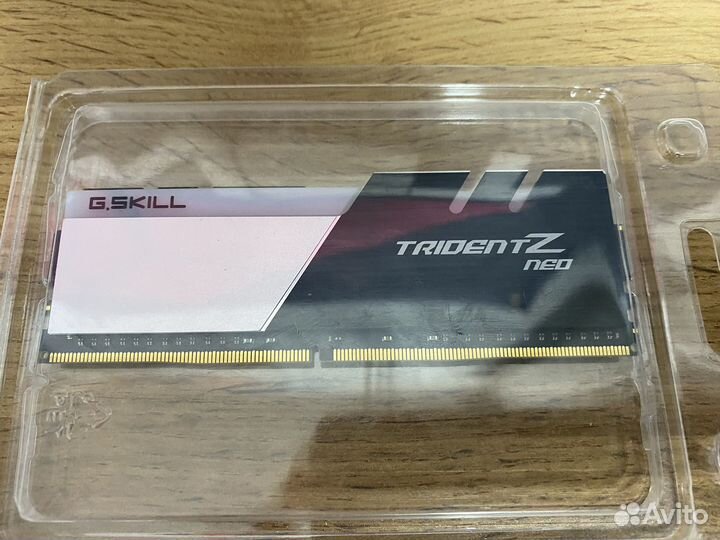 G.SKILL
TRIDENTZ
NEO
Avito